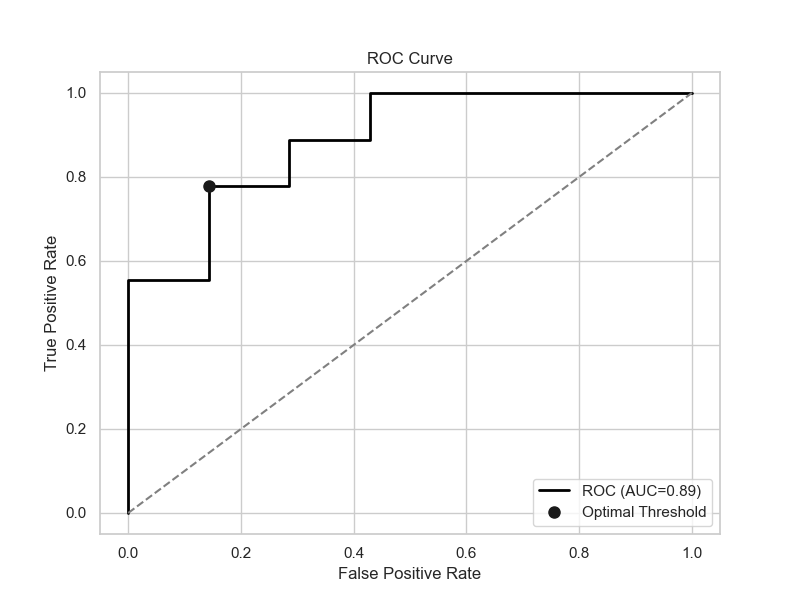 ROC Curve
True Positive Rate
1.0
0.8
0.6
0.4
0.2
0.0
0.0 0.2 0.4 0.6 0.8 1.0
False Positive Rate
ROC (AUC=0.89)
Optimal Threshold